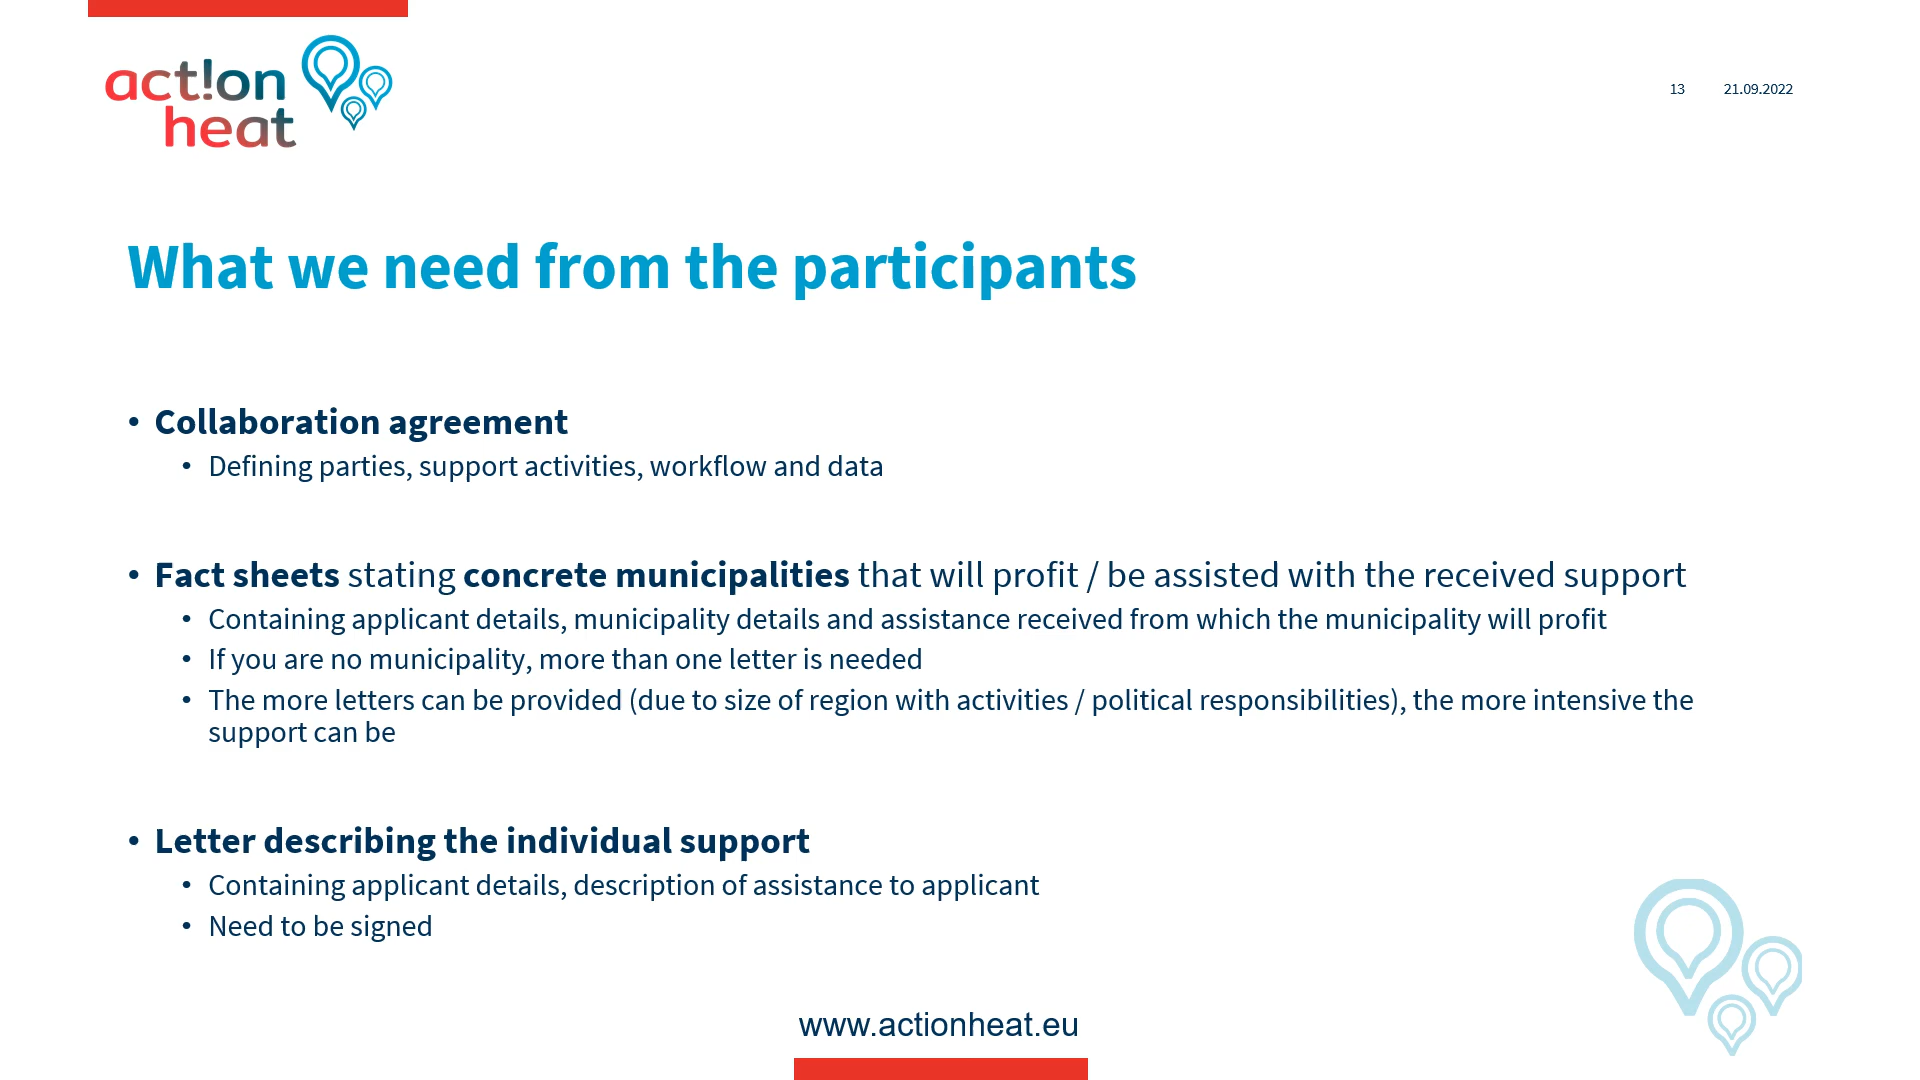 act!on
heat
13 21.09.2022
What we need from the participants
• Collaboration agreement
• Defining parties, support activities, workflow and data
• Fact sheets stating concrete municipalities that will profit / be assisted with the received support
• Containing applicant details, municipality details and assistance received from which the municipality will profit
• If you are no municipality, more than one letter is needed
• The more letters can be provided (due to size of region with activities / political responsibilities), the more intensive the
support can be
• Letter describing the individual support
• Containing applicant details, description of assistance to applicant
• Need to be signed
www.actionheat.eu